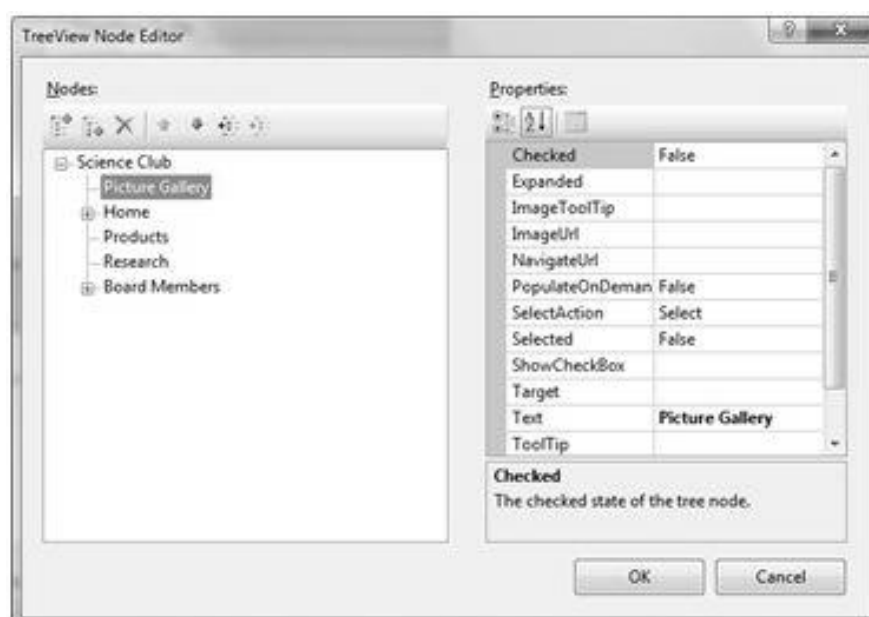 TreeView Node Editor
Nodes:
Science Club
Picture Gallery
Home
Products
Research
Board Members
Properties:
Checked False
Expanded
ImageToolTip
ImageUrl
NavigateUrl
PopulateOnDeman False
SelectAction Select
Selected False
ShowCheckBox
Target
Text Picture Gallery
ToolTip
Checked
The checked state of the tree node.
OK Cancel